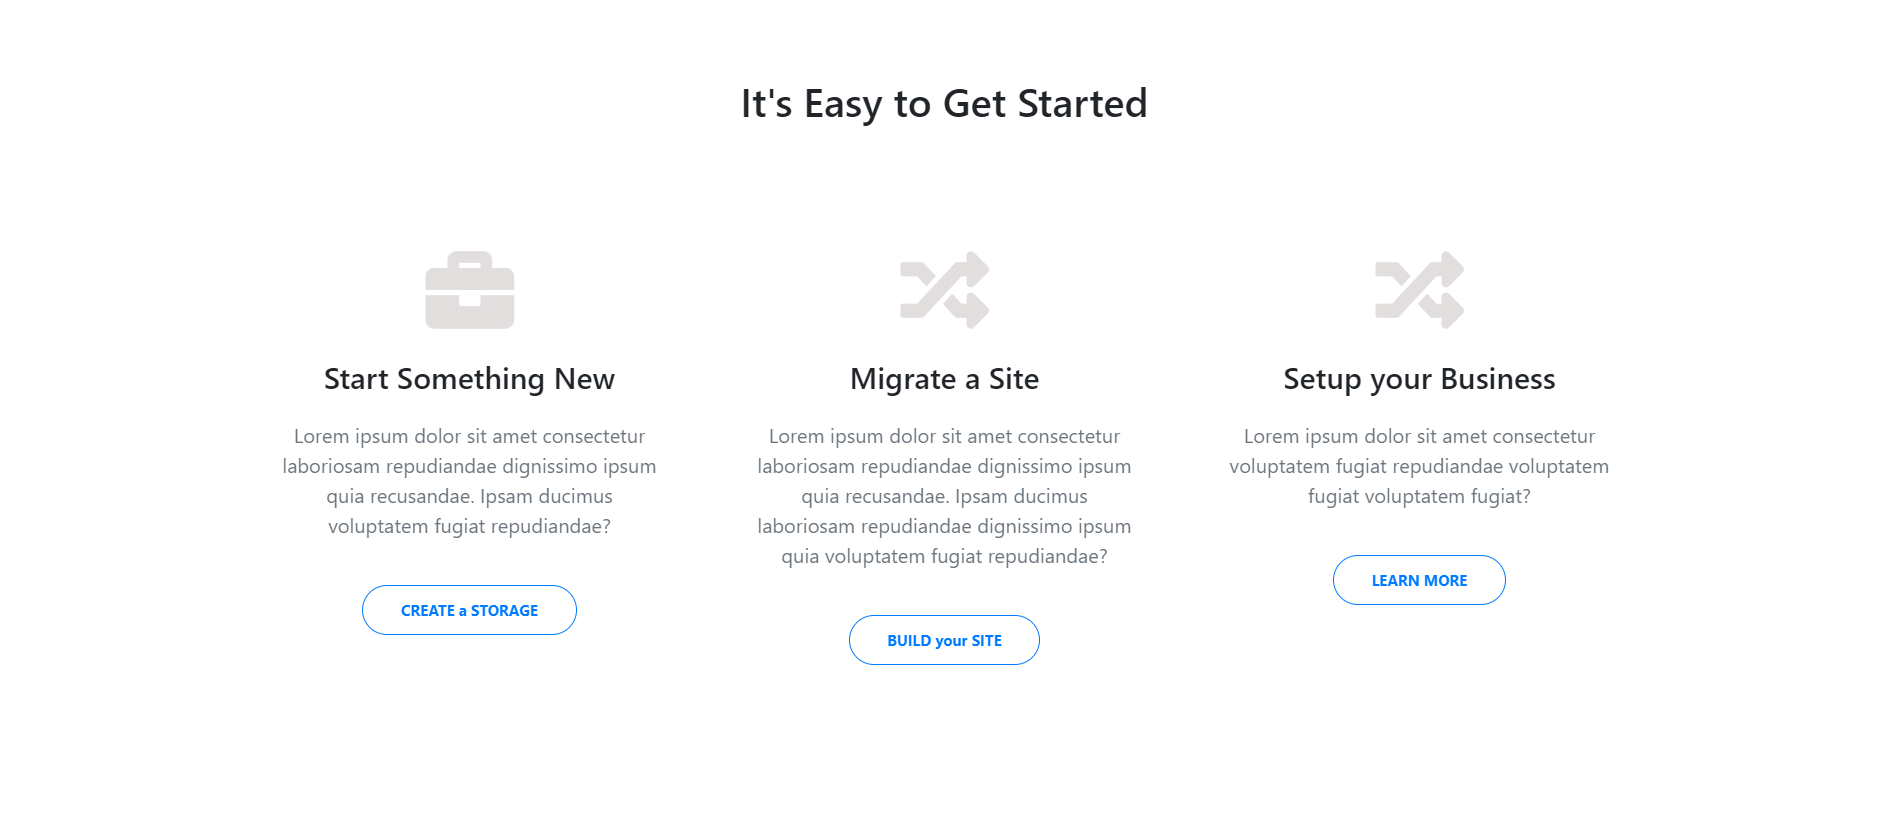 It's Easy to Get Started
Start Something New
Lorem ipsum dolor sit amet consectetur
laboriosam repudiandae dignissimo ipsum
quia recusandae. Ipsam ducimus
voluptatem fugiat repudiandae?
CREATE a STORAGE
Migrate a Site
Lorem ipsum dolor sit amet consectetur
laboriosam repudiandae dignissimo ipsum
quia recusandae. Ipsam ducimus
laboriosam repudiandae dignissimo ipsum
quia voluptatem fugiat repudiandae?
BUILD your SITE
Setup your Business
Lorem ipsum dolor sit amet consectetur
voluptatem fugiat repudiandae voluptatem
fugiat voluptatem fugiat?
LEARN MORE